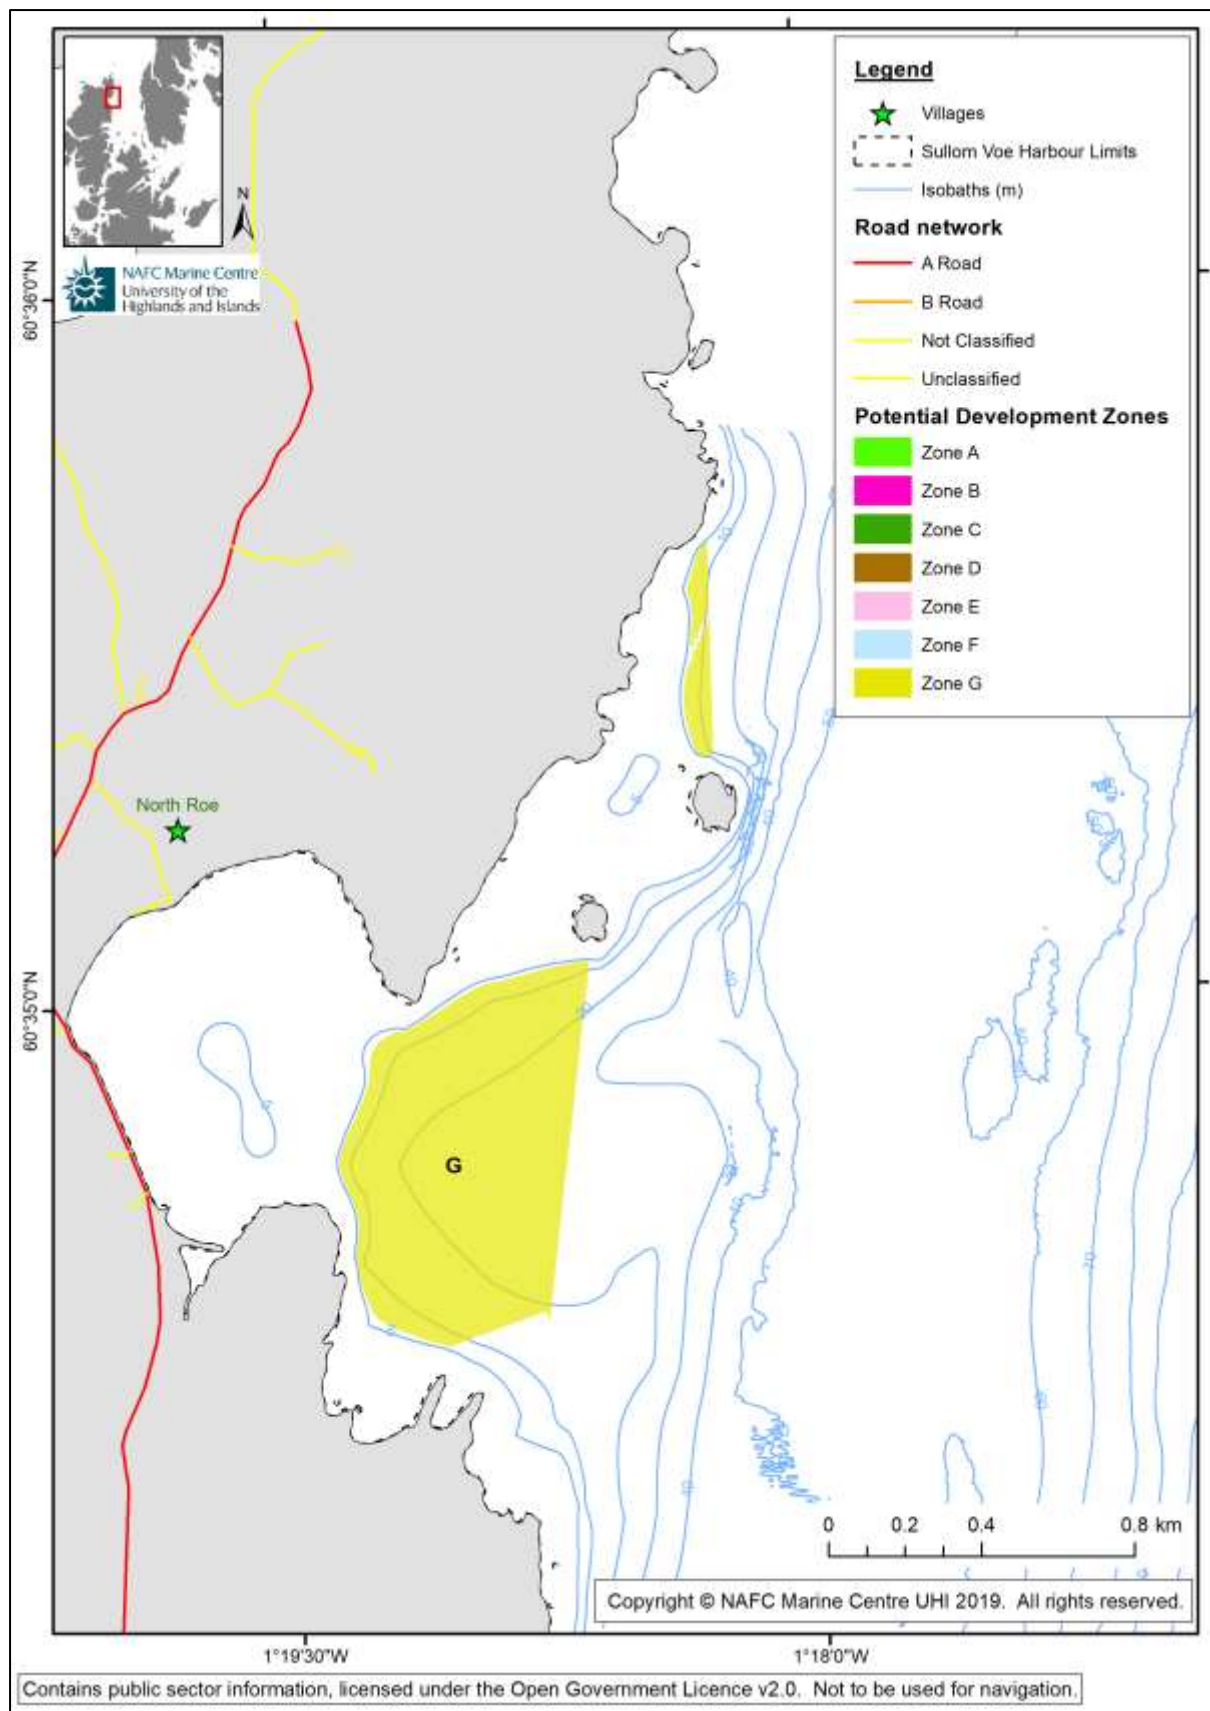 Legend
Villages
Sullom Voe Harbour Limits
Isobaths (m)
Road network
A Road
B Road
Not Classified
Unclassified
Potential Development Zones
Zone A
Zone B
Zone C
Zone D
Zone E
Zone F
Zone G
N
NAFC Marine Centre
University of the
Highlands and Islands
60°36'0"N
North Roe
60°35'0"N
G
0 0.2 0.4 0.8 km
Copyright © NAFC Marine Centre UHI 2019. All rights reserved.
1°19'30"W 1°18'0"W
Contains public sector information, licensed under the Open Government Licence v2.0. Not to be used for navigation.